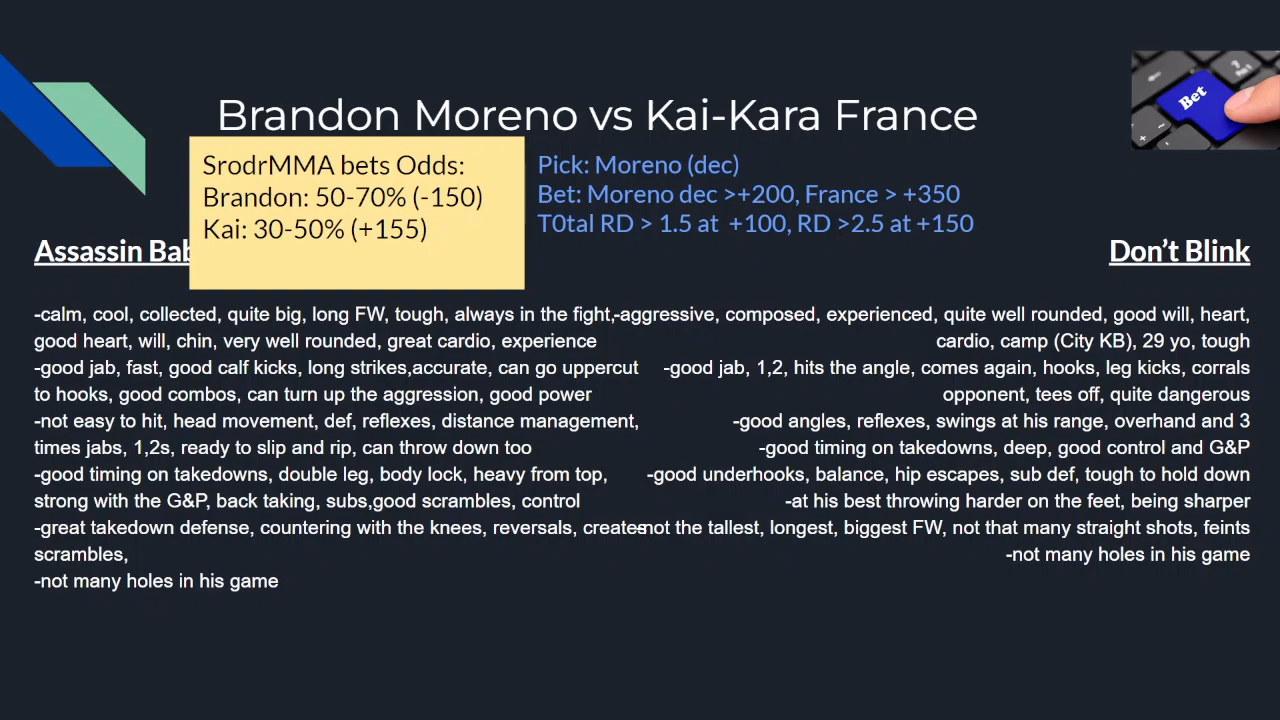 Brandon Moreno vs Kai-Kara France
Bet
SrodrMMA bets Odds:
Brandon: 50-70% (-150)
Kai: 30-50% (+155)
Pick: Moreno (dec)
Bet: Moreno dec >+200, France > +350
T0tal RD > 1.5 at  +100, RD >2.5 at +150
Assassin Bab
-calm, cool, collected, quite big, long FW, tough, always in the fight,
good heart, will, chin, very well rounded, great cardio, experience
-good jab, fast, good calf kicks, long strikes,accurate, can go uppercut
to hooks, good combos, can turn up the aggression, good power
-not easy to hit, head movement, def, reflexes, distance management,
times jabs, 1,2s, ready to slip and rip, can throw down too
-good timing on takedowns, double leg, body lock, heavy from top,
strong with the G&P, back taking, subs,good scrambles, control
-great takedown defense, countering with the knees, reversals, creates
scrambles,
-not many holes in his game
Don't Blink
-aggressive, composed, experienced, quite well rounded, good will, heart,
cardio, camp (City KB), 29 yo, tough
-good jab, 1,2, hits the angle, comes again, hooks, leg kicks, corrals
opponent, tees off, quite dangerous
-good angles, reflexes, swings at his range, overhand and 3
-good timing on takedowns, deep, good control and G&P
-good underhooks, balance, hip escapes, sub def, tough to hold down
-at his best throwing harder on the feet, being sharper
-not the tallest, longest, biggest FW, not that many straight shots, feints
-not many holes in his game